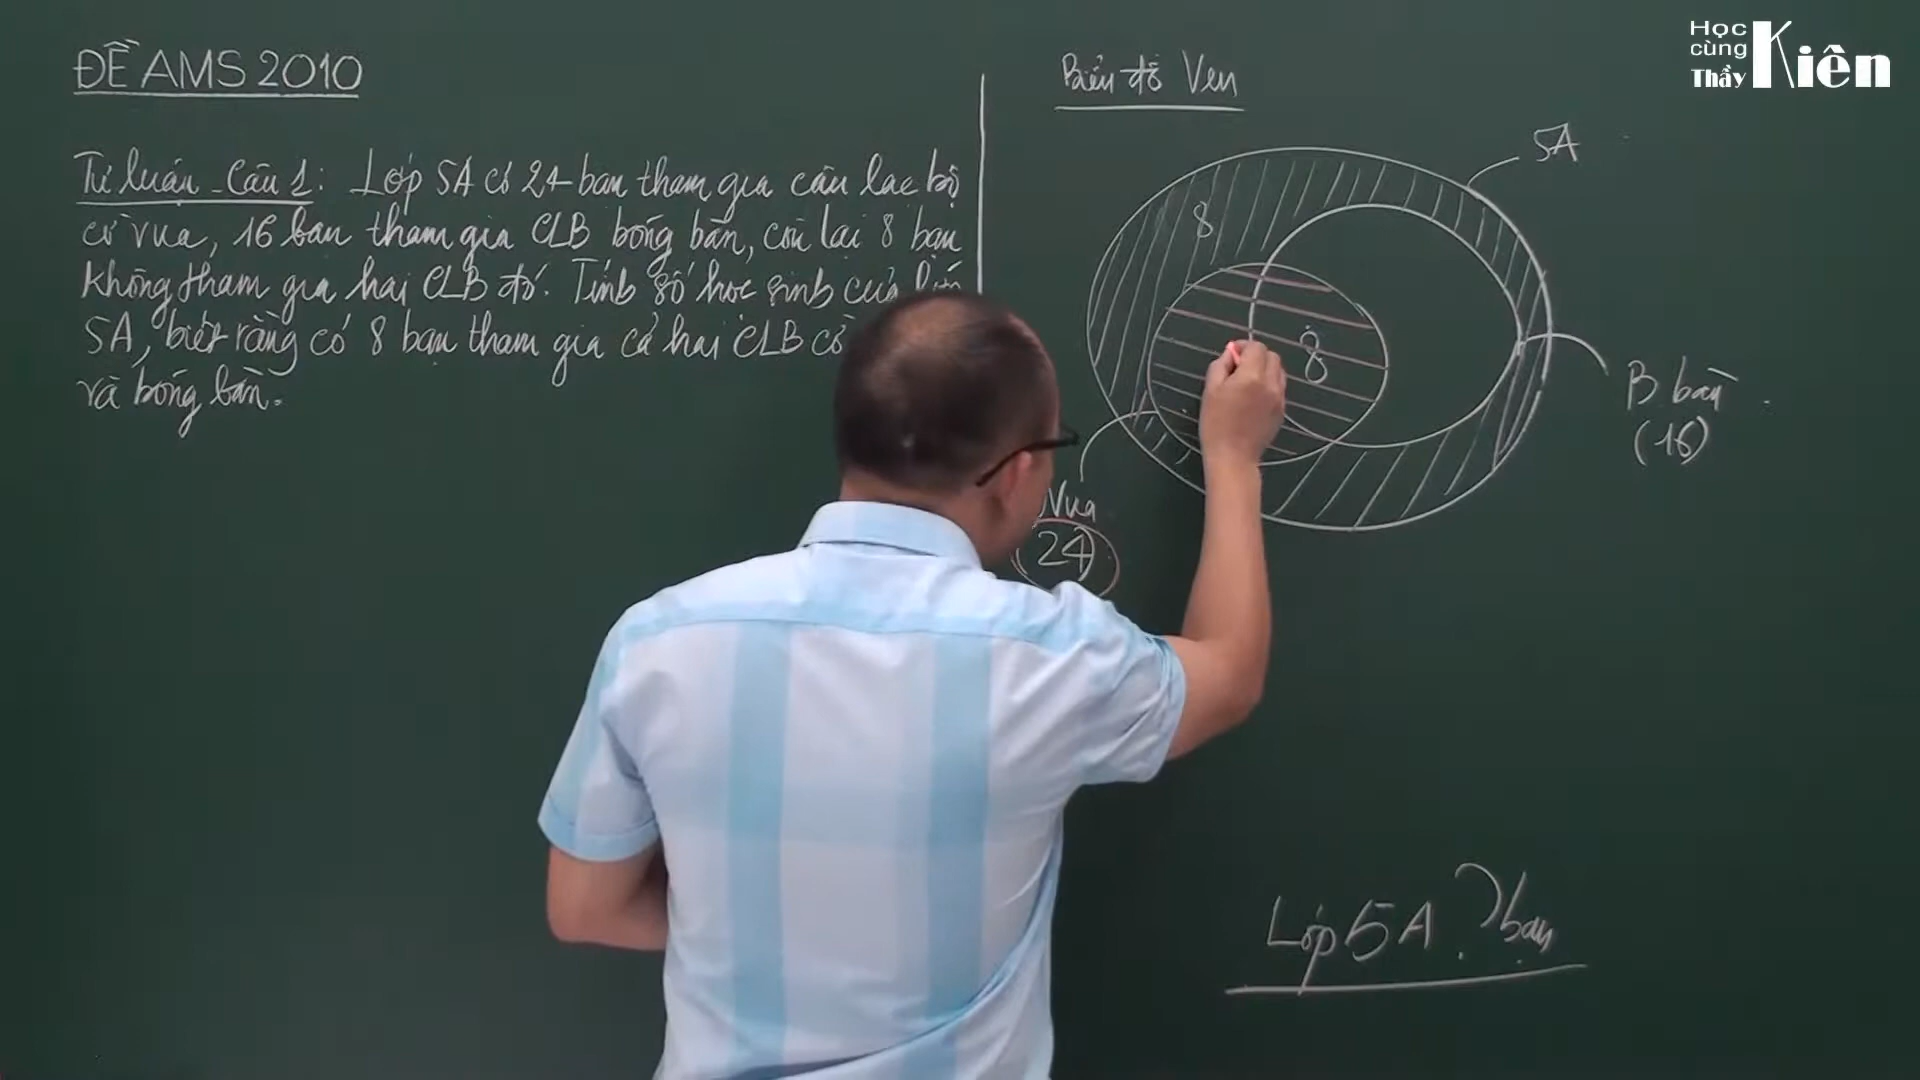 ĐỀ AMS 2010
Tự luận - Câu 1: Lớp 5A có 24 bạn tham gia câu lạc bộ
cờ vua, 16 bạn tham gia CLB bóng bàn, còn lại 8 bạn
không tham gia hai CLB đó. Tính số học sinh của
5A, biết rằng có 8 bạn tham gia cả hai CLB cờ
và bóng bàn.
Biểu đồ Ven
5A
8
8
B bàn
(16)
Vua
24
Lớp 5A ? bạn
Học
cùng
Thầy Kiên